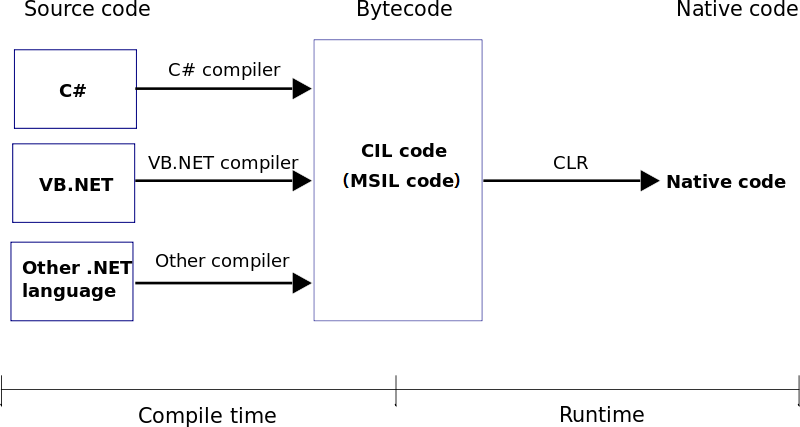 Source code
Bytecode
Native code
C#
C# compiler
VB.NET
VB.NET compiler
CIL code
(MSIL code)
CLR
Native code
Other .NET
language
Other compiler
Compile time
Runtime